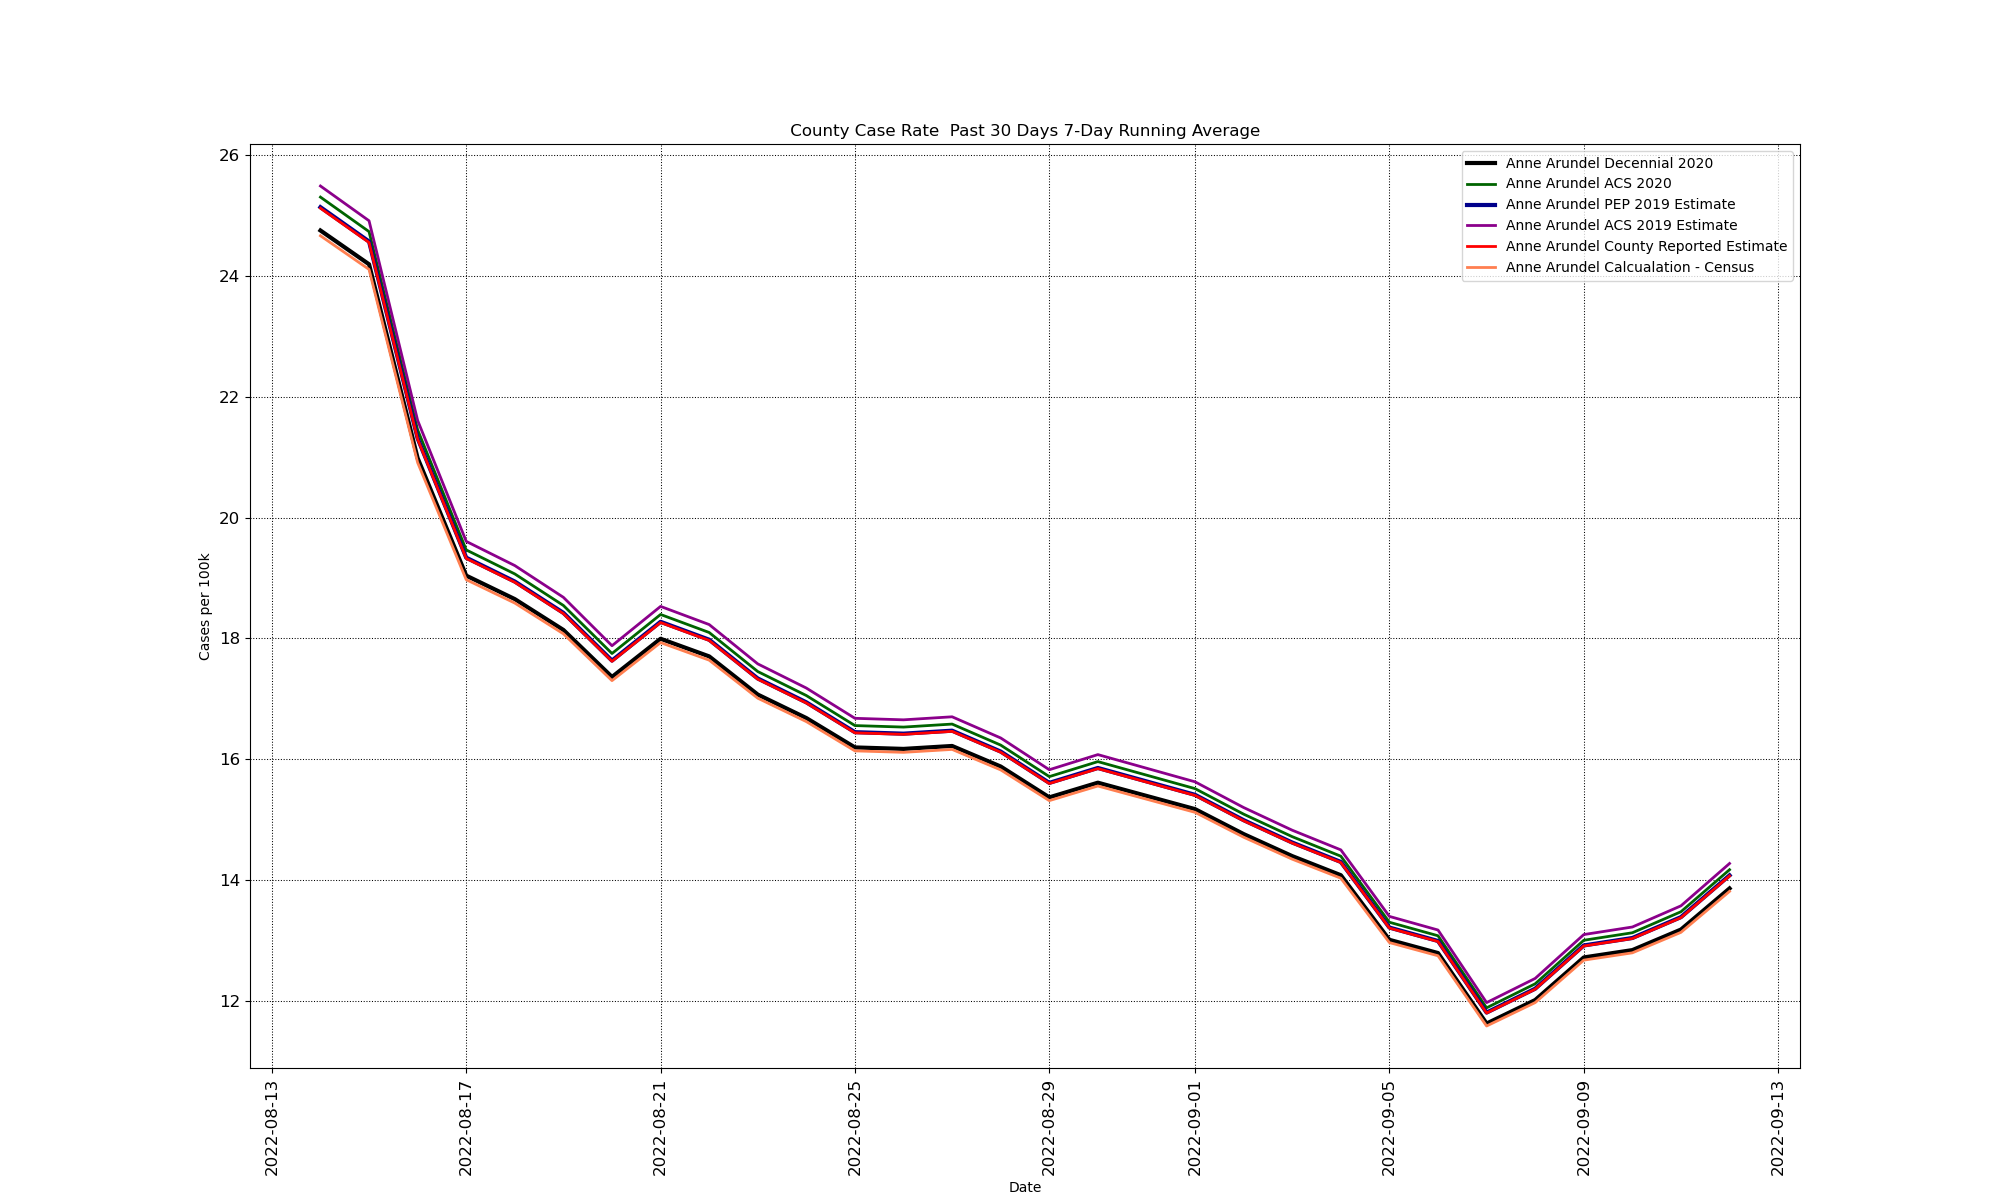 County Case Rate  Past 30 Days 7-Day Running Average
26
24
22
20
18
16
14
12
Cases per 100k
Anne Arundel Decennial 2020
Anne Arundel ACS 2020
Anne Arundel PEP 2019 Estimate
Anne Arundel ACS 2019 Estimate
Anne Arundel County Reported Estimate
Anne Arundel Calcualation - Census
2022-08-13
2022-08-17
2022-08-21
2022-08-25
2022-08-29
2022-09-01
2022-09-05
2022-09-09
2022-09-13
Date